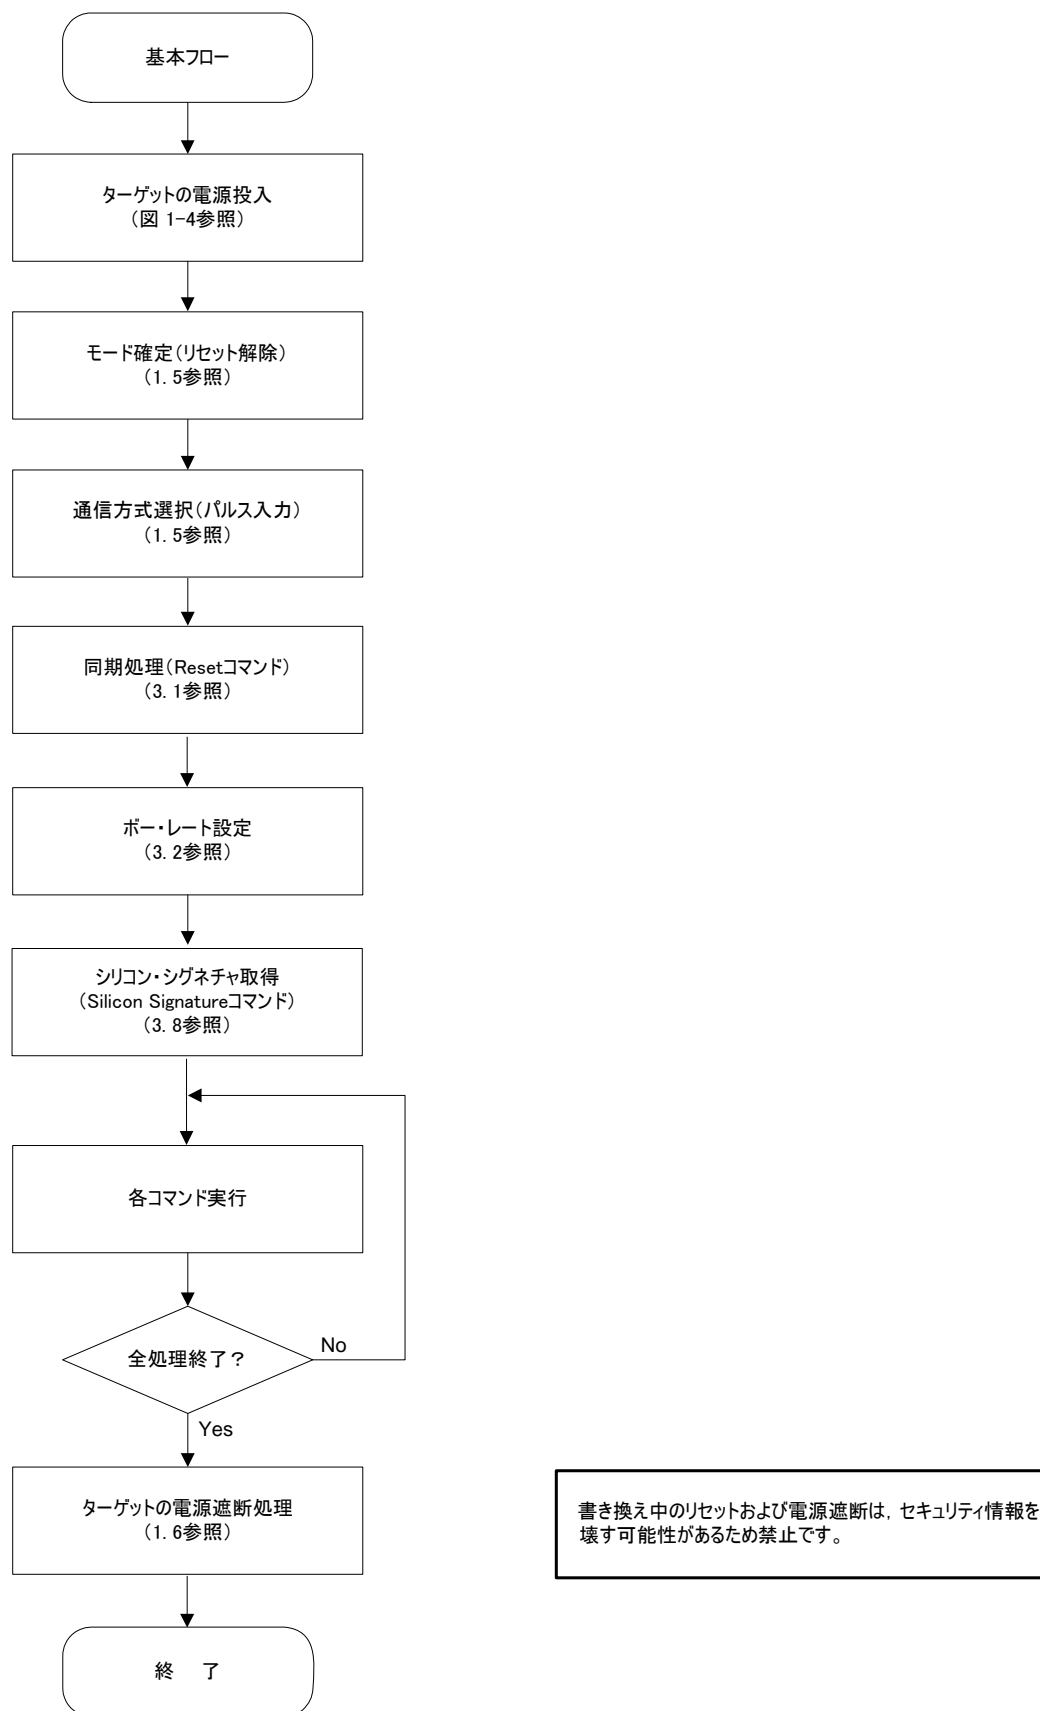 基本フロー
ターゲットの電源投入
（図 1-4参照）
モード確定（リセット解除）
（1. 5参照）
通信方式選択（パルス入力）
（1. 5参照）
同期処理（Resetコマンド）
（3. 1参照）
ボー・レート設定
（3. 2参照）
シリコン・シグネチャ取得
（Silicon Signatureコマンド）
（3. 8参照）
各コマンド実行
全処理終了？
No
Yes
ターゲットの電源遮断処理
（1. 6参照）
書き換え中のリセットおよび電源遮断は，セキュリティ情報を
壊す可能性があるため禁止です。
終　了